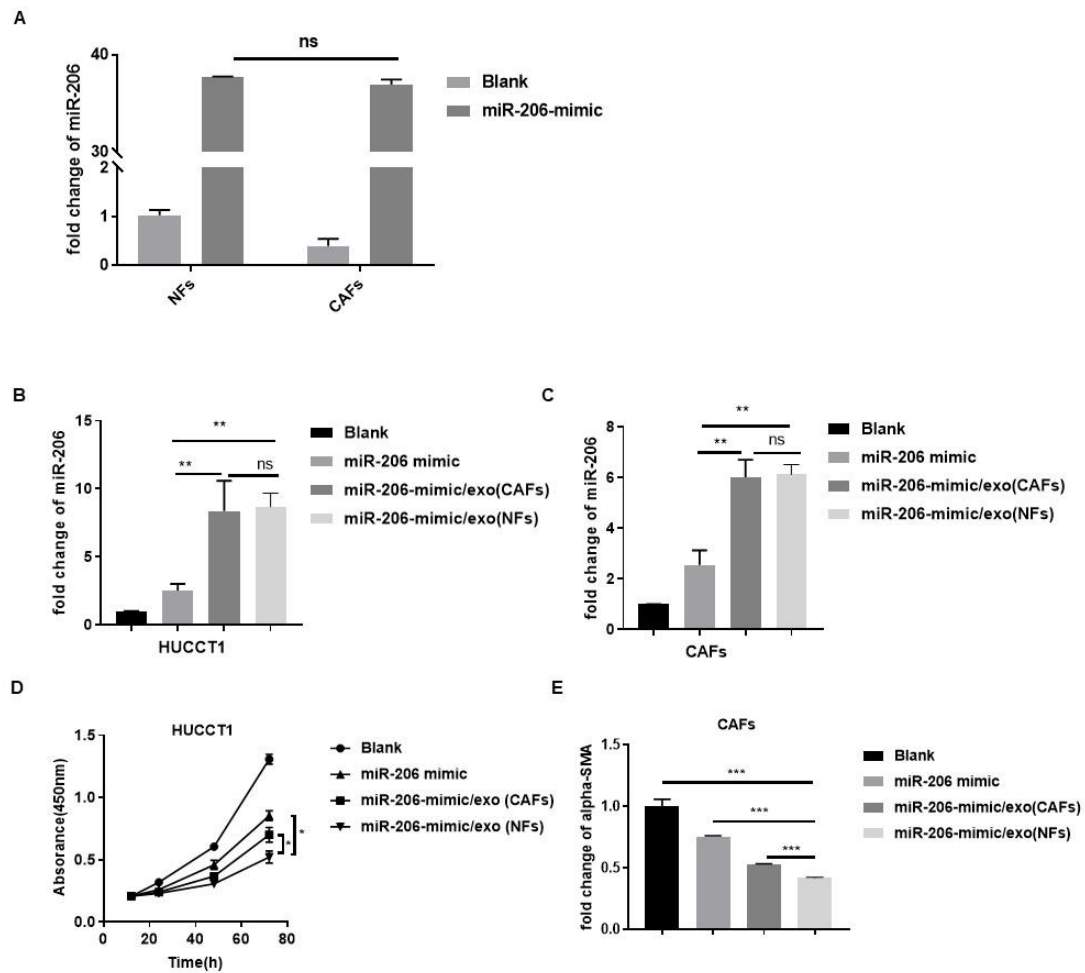 A
fold change of miR-206
40
30
2
1
0
ns
NFs
CAFs
Blank
miR-206-mimic
B
fold change of miR-206
15
10
5
0
**
**
ns
HUCCT1
Blank
miR-206 mimic
miR-206-mimic/exo(CAFs)
miR-206-mimic/exo(NFs)
C
fold change of miR-206
8
6
4
2
0
**
**
ns
CAFs
Blank
miR-206 mimic
miR-206-mimic/exo(CAFs)
miR-206-mimic/exo(NFs)
D
HUCCT1
Absorance(450nm)
1.5
1.0
0.5
0.0
0
20
40
60
80
Time(h)
*
*
Blank
miR-206 mimic
miR-206-mimic/exo (CAFs)
miR-206-mimic/exo (NFs)
E
CAFs
fold change of alpha-SMA
1.5
1.0
0.5
0.0
***
***
***
Blank
miR-206 mimic
miR-206-mimic/exo(CAFs)
miR-206-mimic/exo(NFs)